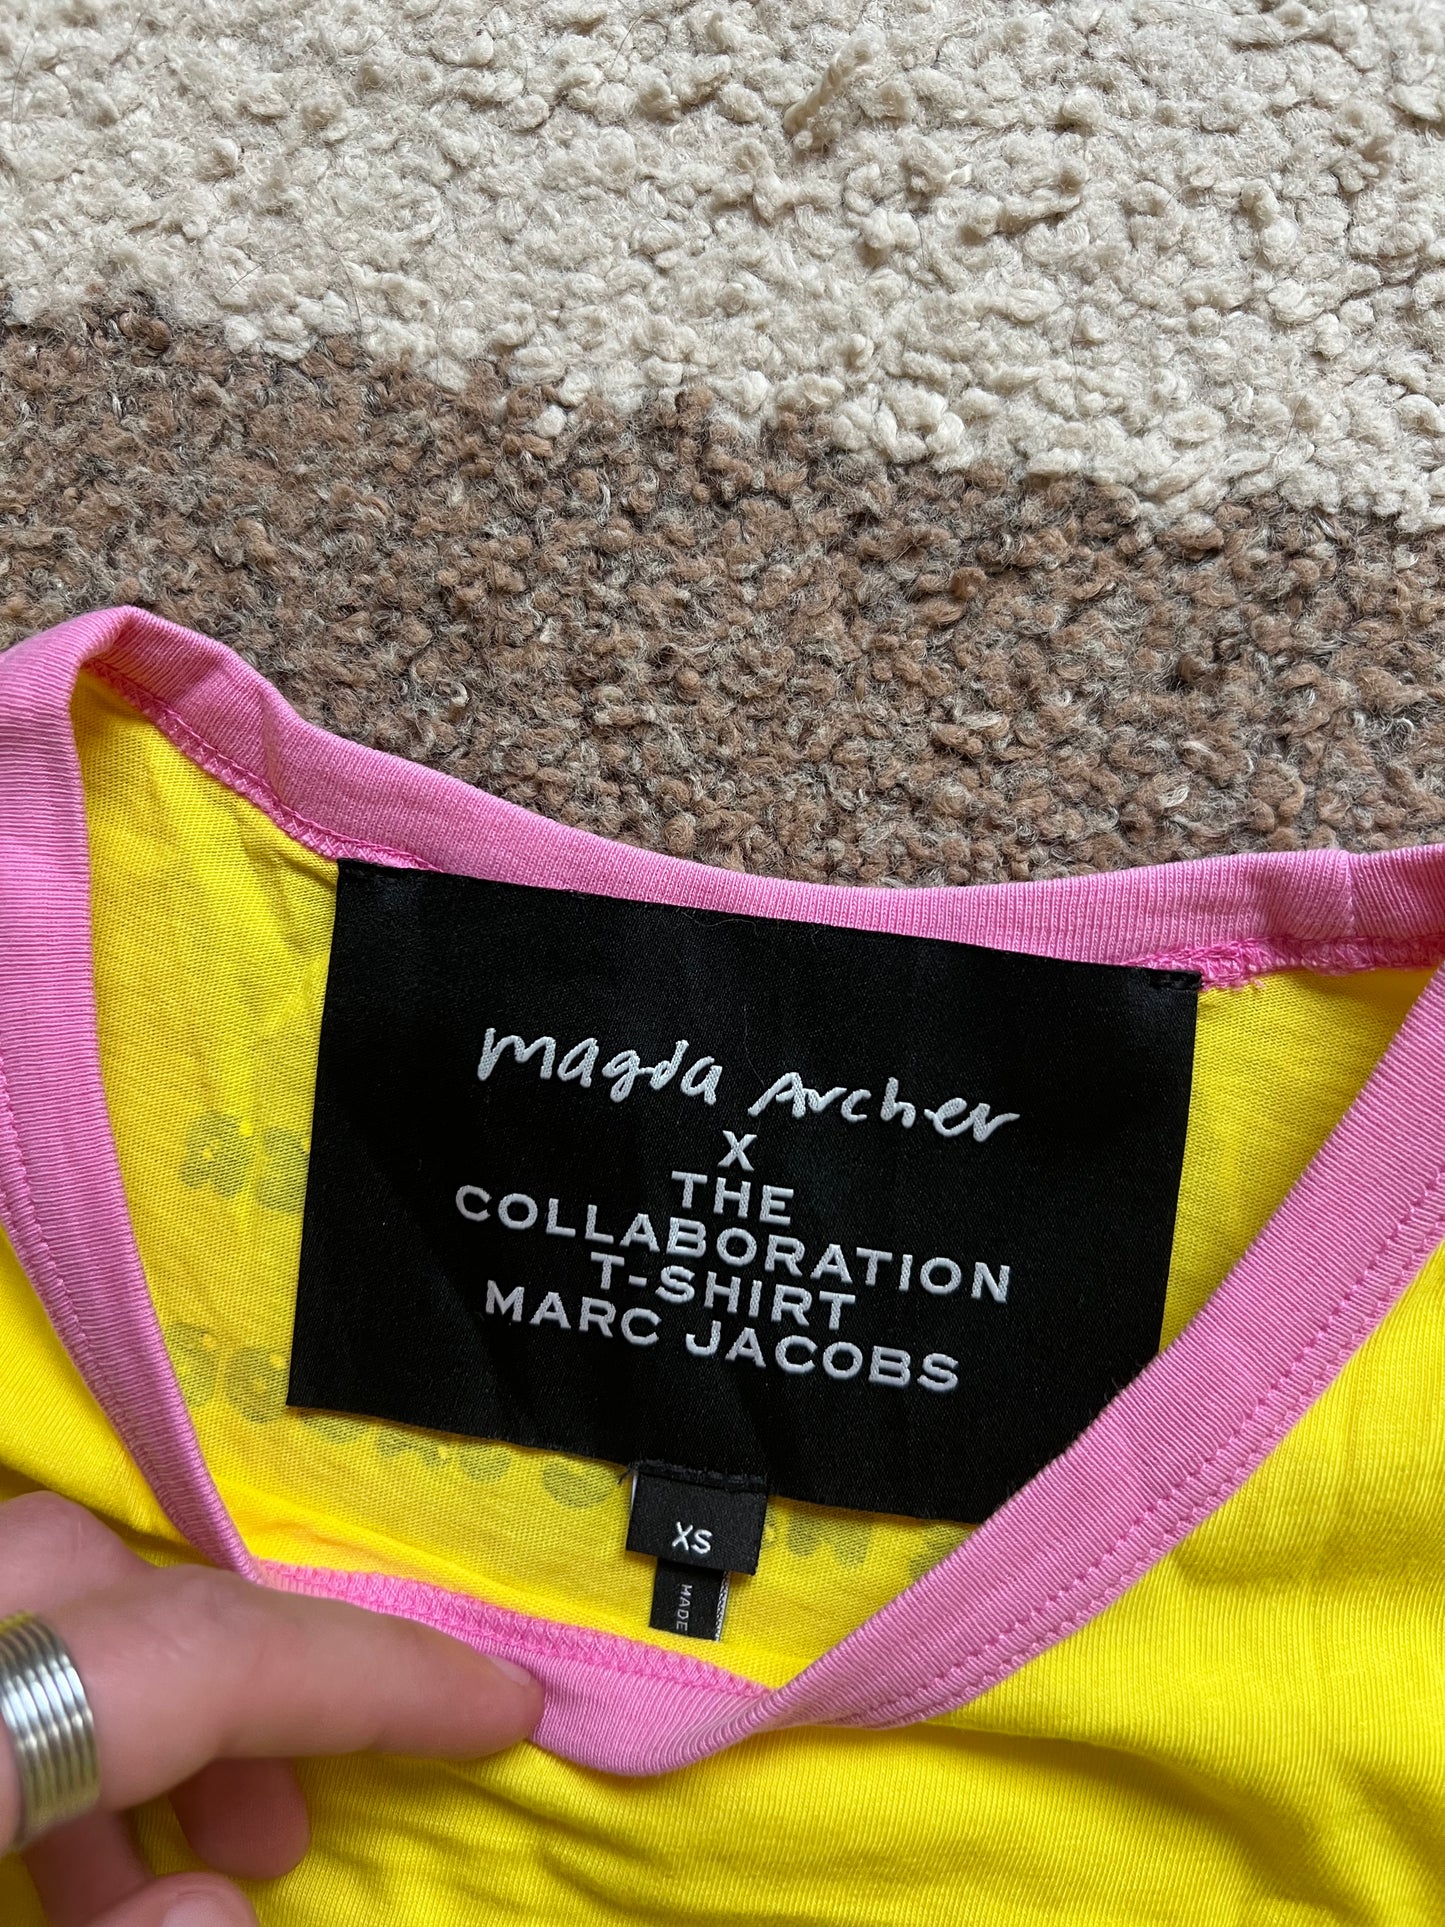 magda Archer
X
THE
COLLABORATION
T-SHIRT
MARC JACOBS
XS
MADE